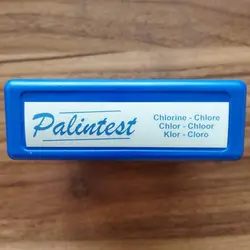 Palintest
Chlorine - Chlore
Chlor - Chloor
Klor - Cloro